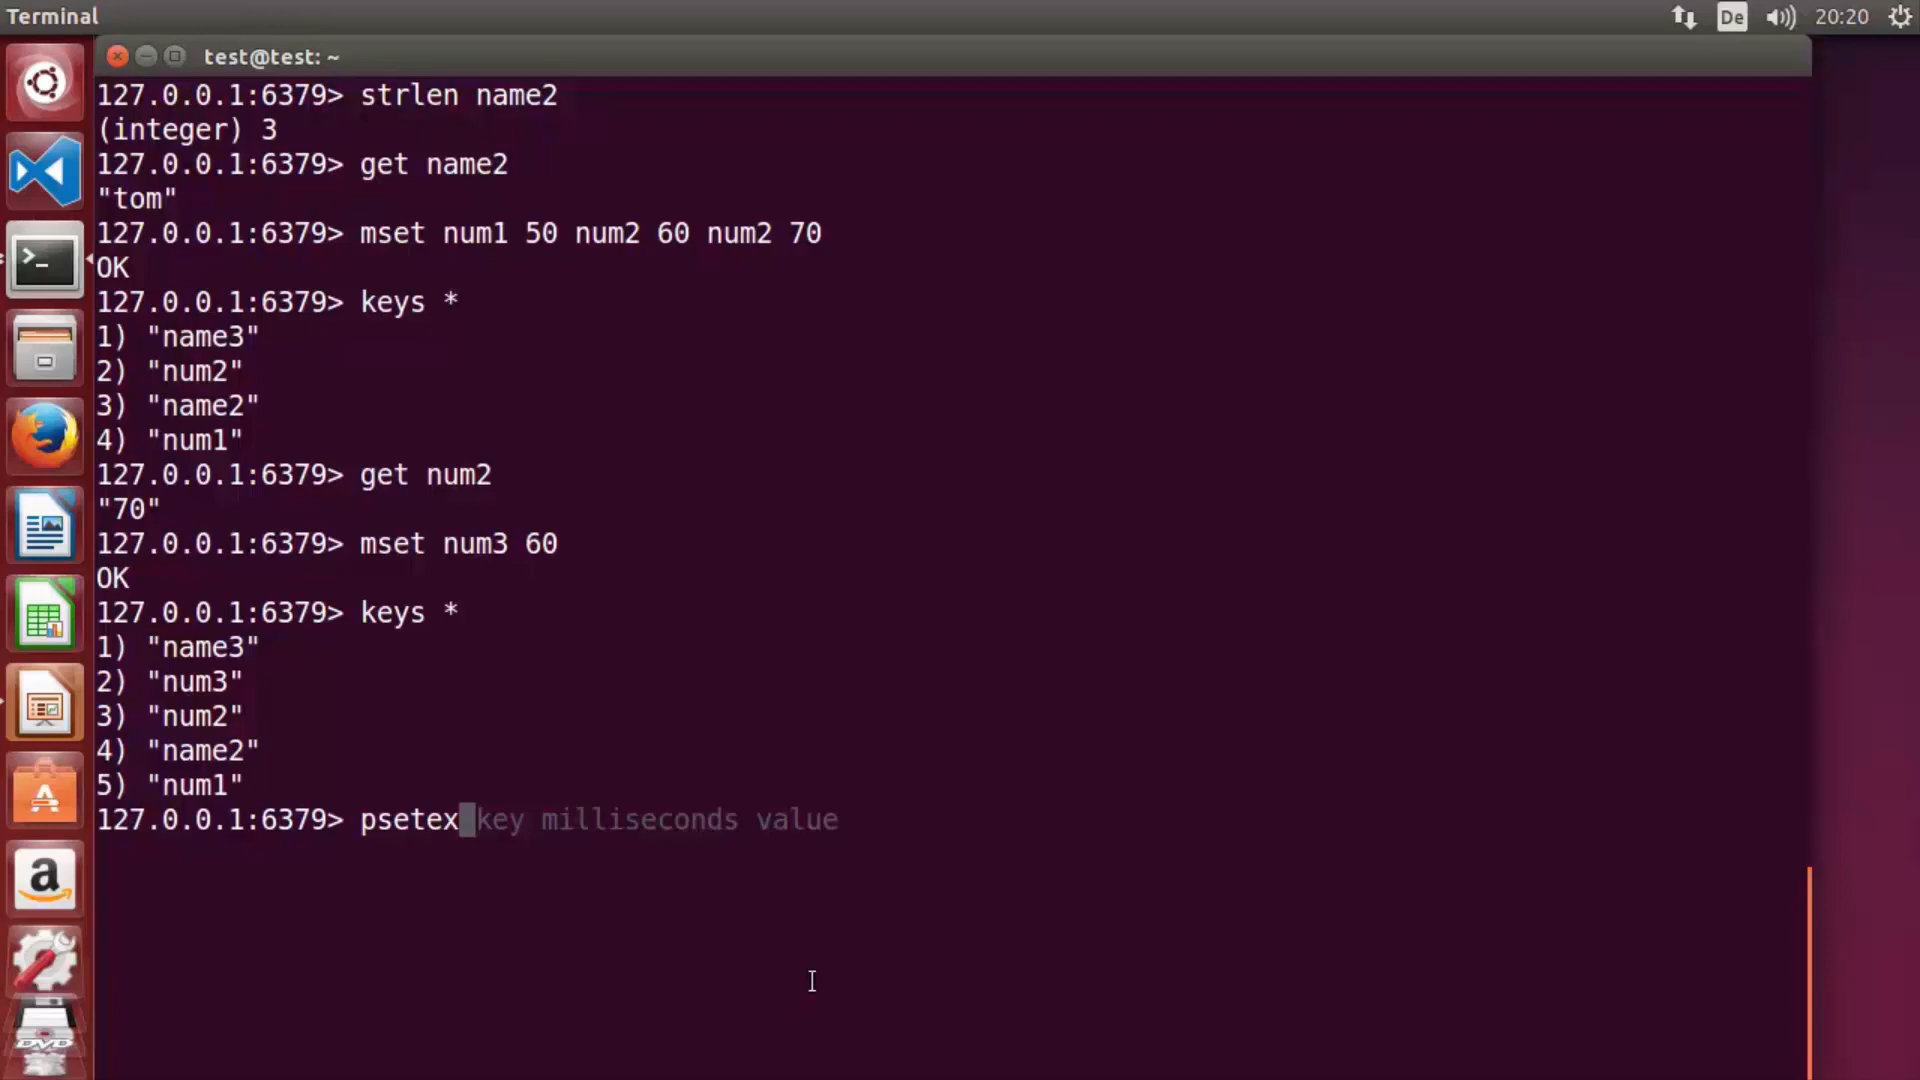 Terminal
De
20:20
test@test: ~
127.0.0.1:6379> strlen name2
(integer) 3
127.0.0.1:6379> get name2
"tom"
127.0.0.1:6379> mset num1 50 num2 60 num2 70
OK
127.0.0.1:6379> keys *
1) "name3"
2) "num2"
3) "name2"
4) "num1"
127.0.0.1:6379> get num2
"70"
127.0.0.1:6379> mset num3 60
OK
127.0.0.1:6379> keys *
1) "name3"
2) "num3"
3) "num2"
4) "name2"
5) "num1"
127.0.0.1:6379> psetex key milliseconds value
DVD